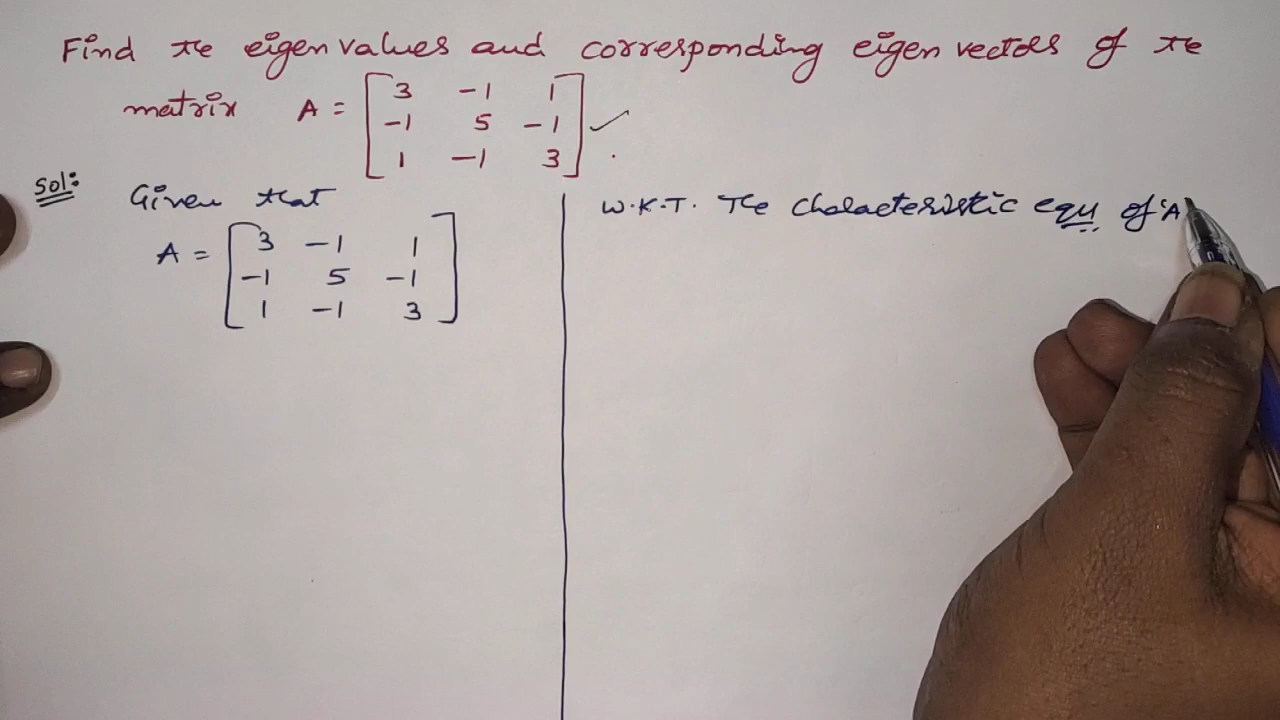 Find the eigen values and corresponding eigen vectors of the
matrix A = [ 3 -1 1
-1 5 -1
1 -1 3 ] ✓
Sol:
Given that
A = [ 3 -1 1
-1 5 -1
1 -1 3 ]
W.K.T. The characteristic equ of 'A